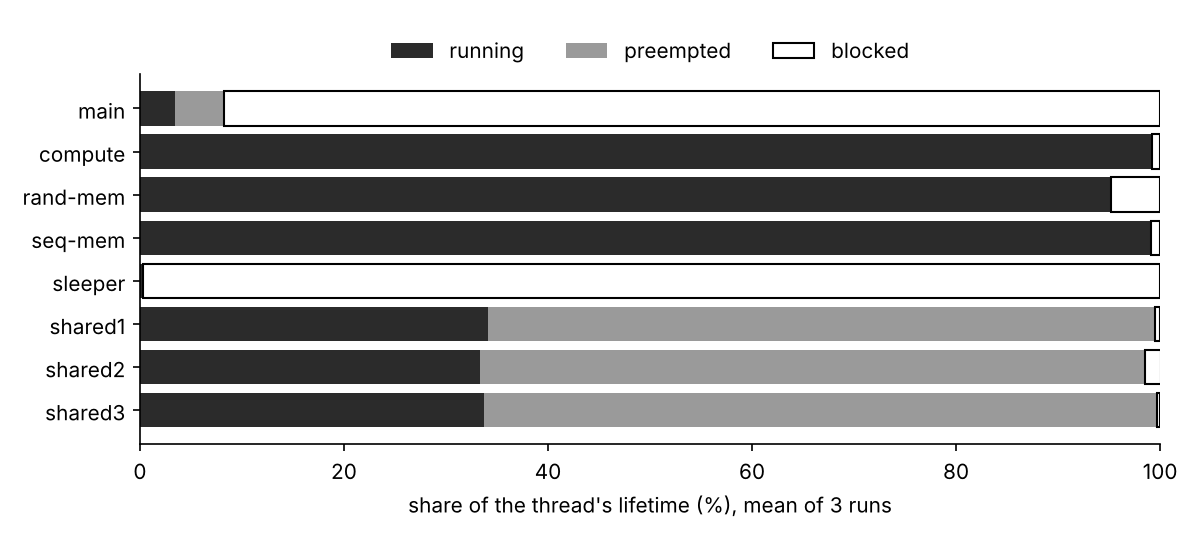 running preempted blocked
main
compute
rand-mem
seq-mem
sleeper
shared1
shared2
shared3
0 20 40 60 80 100
share of the thread's lifetime (%), mean of 3 runs